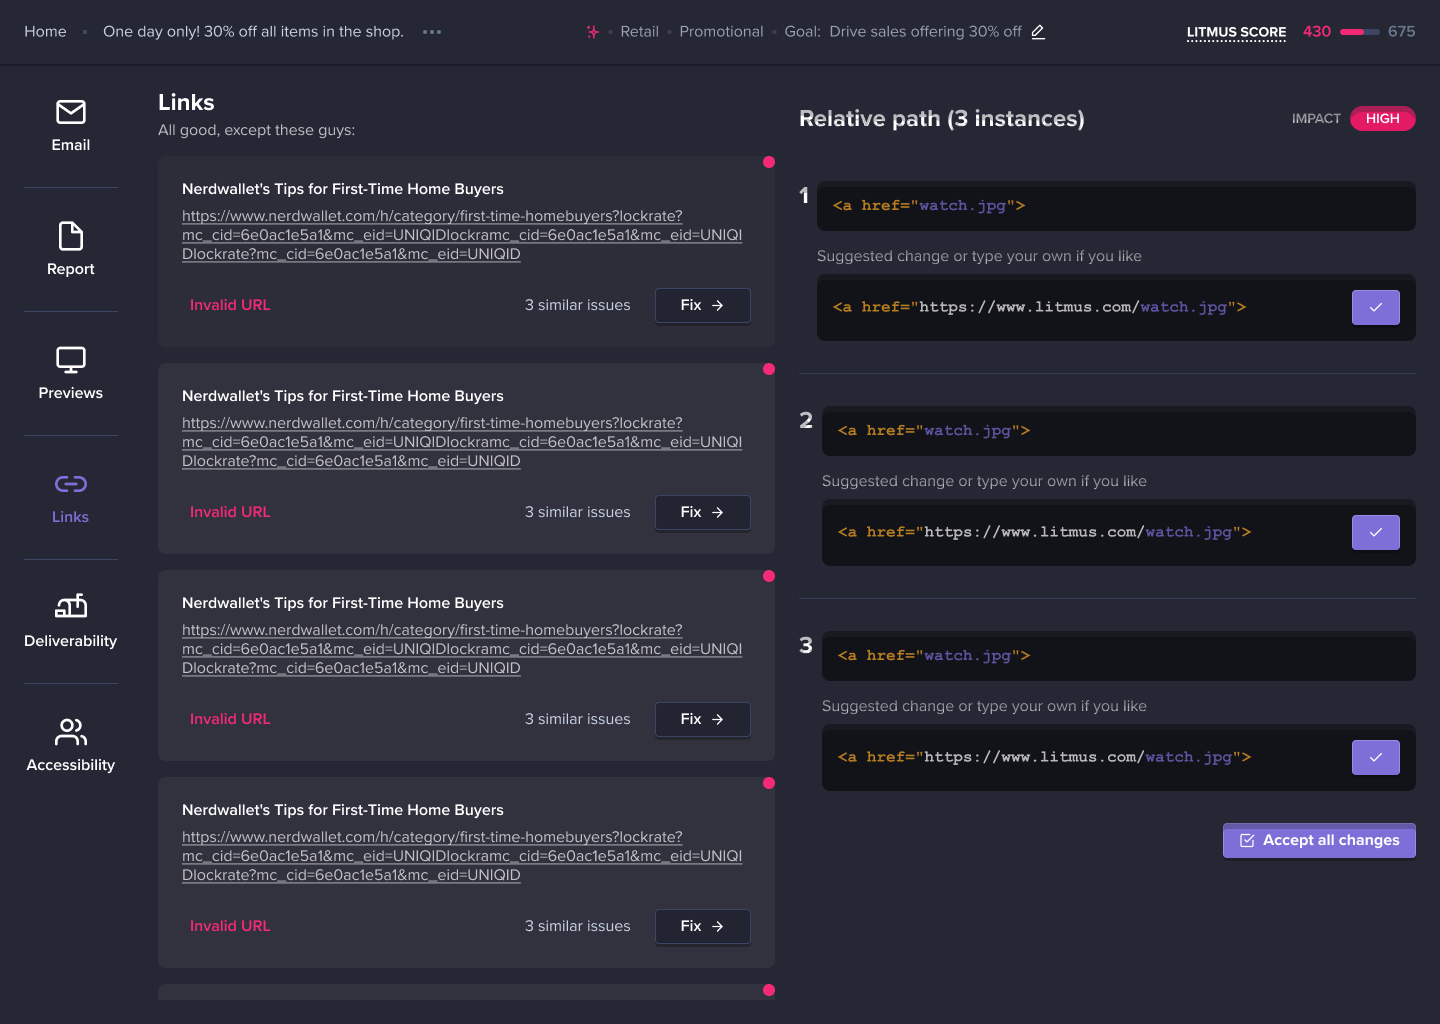 Home
One day only! 30% off all items in the shop.
Retail
Promotional
Goal: Drive sales offering 30% off
LITMUS SCORE
430
675
Email
Report
Previews
Links
Deliverability
Accessibility
Links
All good, except these guys:
Nerdwallet's Tips for First-Time Home Buyers
https://www.nerdwallet.com/h/category/first-time-homebuyers?lockrate?
mc_cid=6e0ac1e5a1&mc_eid=UNIQIDlockramc_cid=6e0ac1e5a1&mc_eid=UNIQI
Dlockrate?mc_cid=6e0ac1e5a1&mc_eid=UNIQID
Invalid URL
3 similar issues
Fix
Nerdwallet's Tips for First-Time Home Buyers
https://www.nerdwallet.com/h/category/first-time-homebuyers?lockrate?
mc_cid=6e0ac1e5a1&mc_eid=UNIQIDlockramc_cid=6e0ac1e5a1&mc_eid=UNIQI
Dlockrate?mc_cid=6e0ac1e5a1&mc_eid=UNIQID
Invalid URL
3 similar issues
Fix
Nerdwallet's Tips for First-Time Home Buyers
https://www.nerdwallet.com/h/category/first-time-homebuyers?lockrate?
mc_cid=6e0ac1e5a1&mc_eid=UNIQIDlockramc_cid=6e0ac1e5a1&mc_eid=UNIQI
Dlockrate?mc_cid=6e0ac1e5a1&mc_eid=UNIQID
Invalid URL
3 similar issues
Fix
Nerdwallet's Tips for First-Time Home Buyers
https://www.nerdwallet.com/h/category/first-time-homebuyers?lockrate?
mc_cid=6e0ac1e5a1&mc_eid=UNIQIDlockramc_cid=6e0ac1e5a1&mc_eid=UNIQI
Dlockrate?mc_cid=6e0ac1e5a1&mc_eid=UNIQID
Invalid URL
3 similar issues
Fix
Relative path (3 instances)
IMPACT
HIGH
1
<a href="watch.jpg">
Suggested change or type your own if you like
<a href="https://www.litmus.com/watch.jpg">
2
<a href="watch.jpg">
Suggested change or type your own if you like
<a href="https://www.litmus.com/watch.jpg">
3
<a href="watch.jpg">
Suggested change or type your own if you like
<a href="https://www.litmus.com/watch.jpg">
Accept all changes